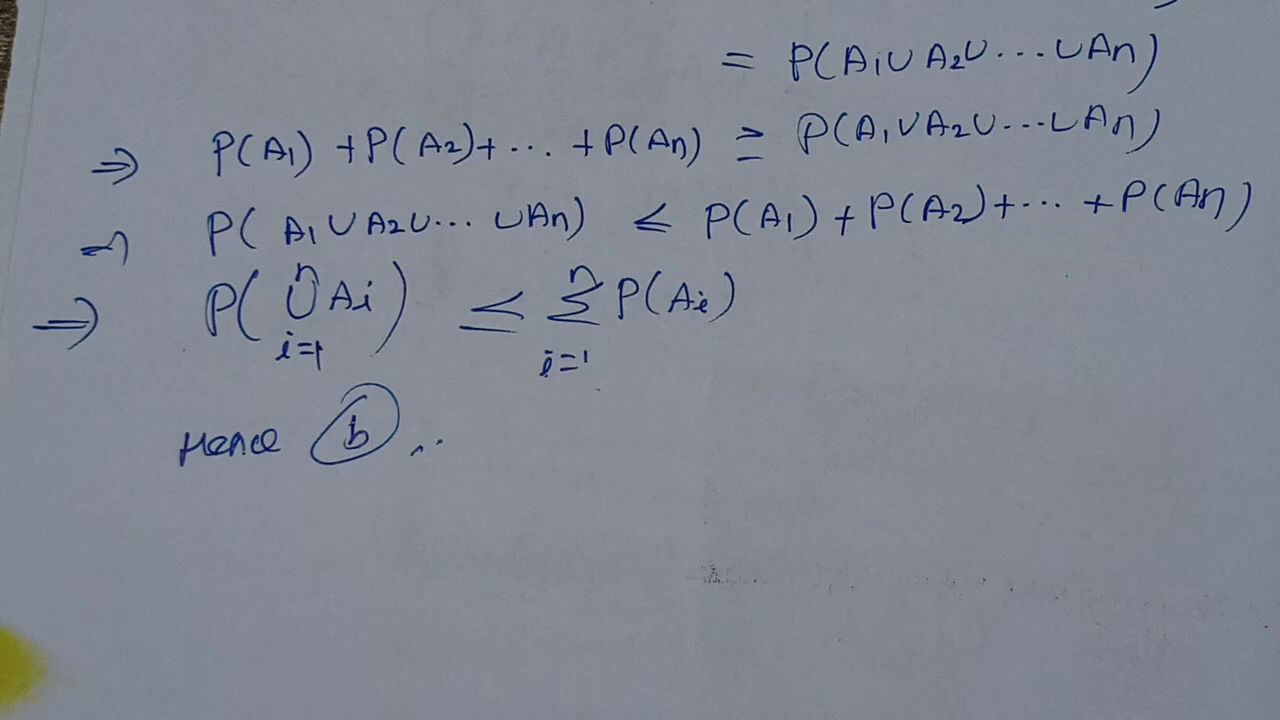 = P(A1∪A2∪...∪An)
⇒ P(A1)+P(A2)+...+P(An) ≥ P(A1∪A2∪...∪An)
⇒ P(A1∪A2∪...∪An) ≤ P(A1)+P(A2)+...+P(An)
⇒ P(⋃_{i=1}^{n} Ai) ≤ Σ_{i=1}^{n} P(Ai)
Hence (b) ..